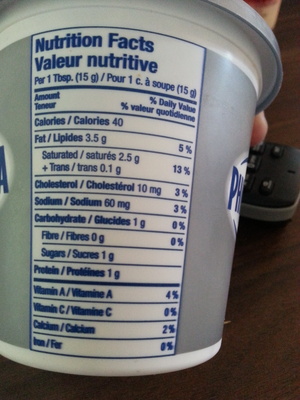 Nutrition Facts
Valeur nutritive
Per 1 Tbsp. (15 g) / Pour 1 c. à soupe (15 g)
Amount % Daily Value
Teneur % valeur quotidienne
Calories / Calories 40
Fat / Lipides 3.5 g 5 %
Saturated / saturés 2.5 g
+ Trans / trans 0.1 g 13 %
Cholesterol / Cholestérol 10 mg 3 %
Sodium / Sodium 60 mg 3 %
Carbohydrate / Glucides 1 g 0 %
Fibre / Fibres 0 g 0 %
Sugars / Sucres 1 g
Protein / Protéines 1 g
Vitamin A / Vitamine A 4 %
Vitamin C / Vitamine C 0 %
Calcium / Calcium 2 %
Iron / Fer 0 %